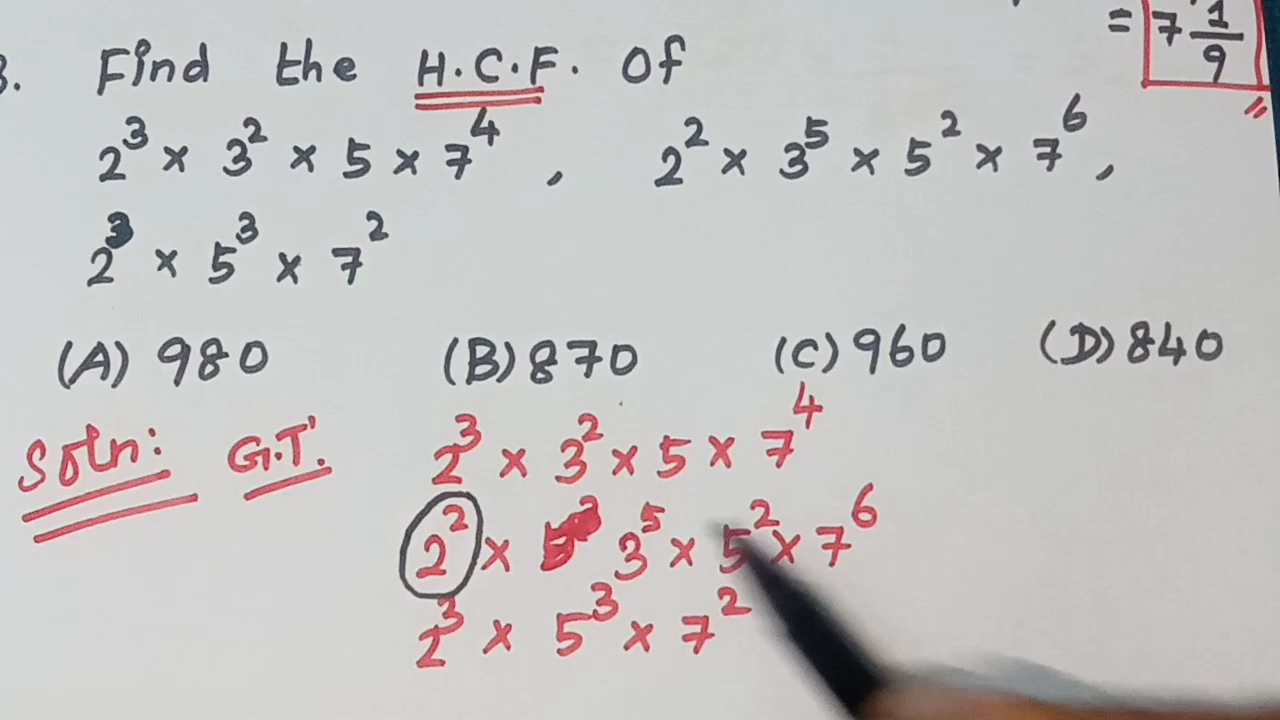 = 7 1/9
3. Find the H.C.F. of
2³ × 3² × 5 × 7⁴ , 2² × 3⁵ × 5² × 7⁶ ,
2³ × 5³ × 7²
(A) 980 (B) 870 (C) 960 (D) 840
Soln: G.T. 2³ × 3² × 5 × 7⁴
2² × 3⁵ × 5² × 7⁶
2³ × 5³ × 7²